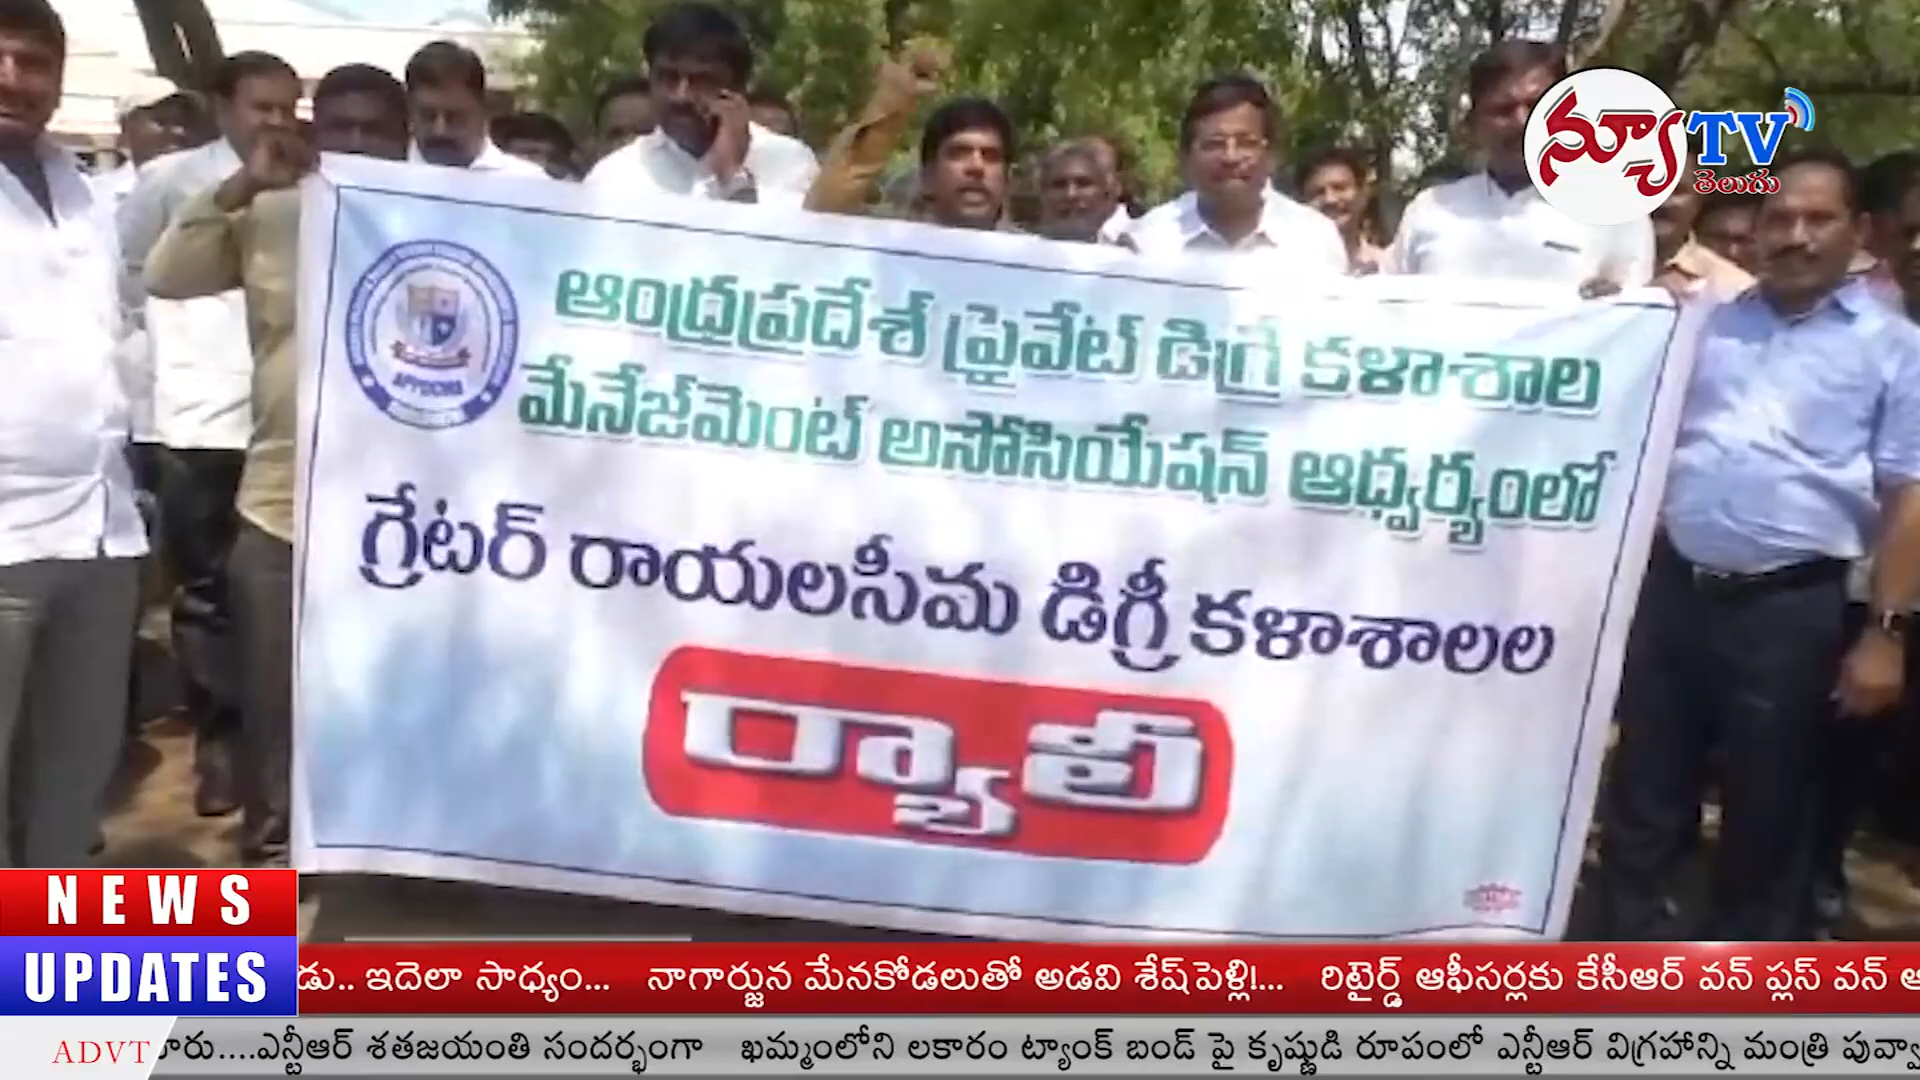 న్యూ TV
తెలుగు
ఆంధ్రప్రదేశ్ ప్రైవేట్ డిగ్రీ కళాశాల
మేనేజ్‌మెంట్ అసోసియేషన్ ఆధ్వర్యంలో
గ్రేటర్ రాయలసీమ డిగ్రీ కళాశాలల
ర్యాలీ
NEWS
UPDATES
డు.. ఇదెలా సాధ్యం... నాగార్జున మేనకోడలుతో అడవి శేష్‌పెళ్లి!... రిటైర్డ్ ఆఫీసర్లకు కేసీఆర్ వన్ ప్లస్ వన్
ADVT
ారు....ఎన్టీఆర్ శతజయంతి సందర్భంగా ఖమ్మంలోని లకారం ట్యాంక్ బండ్ పై కృష్ణుడి రూపంలో ఎన్టీఆర్ విగ్రహాన్ని మంత్రి పువ్వా